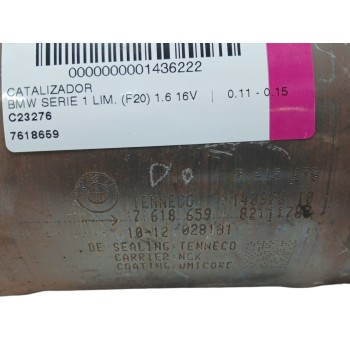 0000000001436222
CATALIZADOR
BMW SERIE 1 LIM. (F20) 1.6 16V 0.11 - 0.15
C23276
7618659
TENNECO
7 618 659
10-12 028191
DE SEALING:TENNECO
CARRIER:NGK
COATING:UMICORE